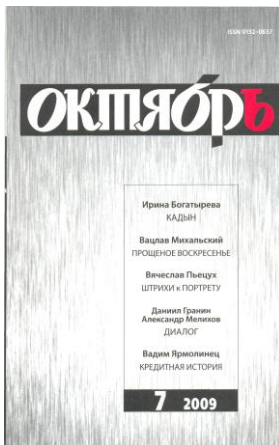 ISSN 0132-0637
ОКТЯБРЬ
Ирина Богатырева
КАДЫН
Вацлав Михальский
ПРОЩЕНОЕ ВОСКРЕСЕНЬЕ
Вячеслав Пьецух
ШТРИХИ к ПОРТРЕТУ
Даниил Гранин
Александр Мелихов
ДИАЛОГ
Вадим Ярмолинец
КРЕДИТНАЯ ИСТОРИЯ
7 2009